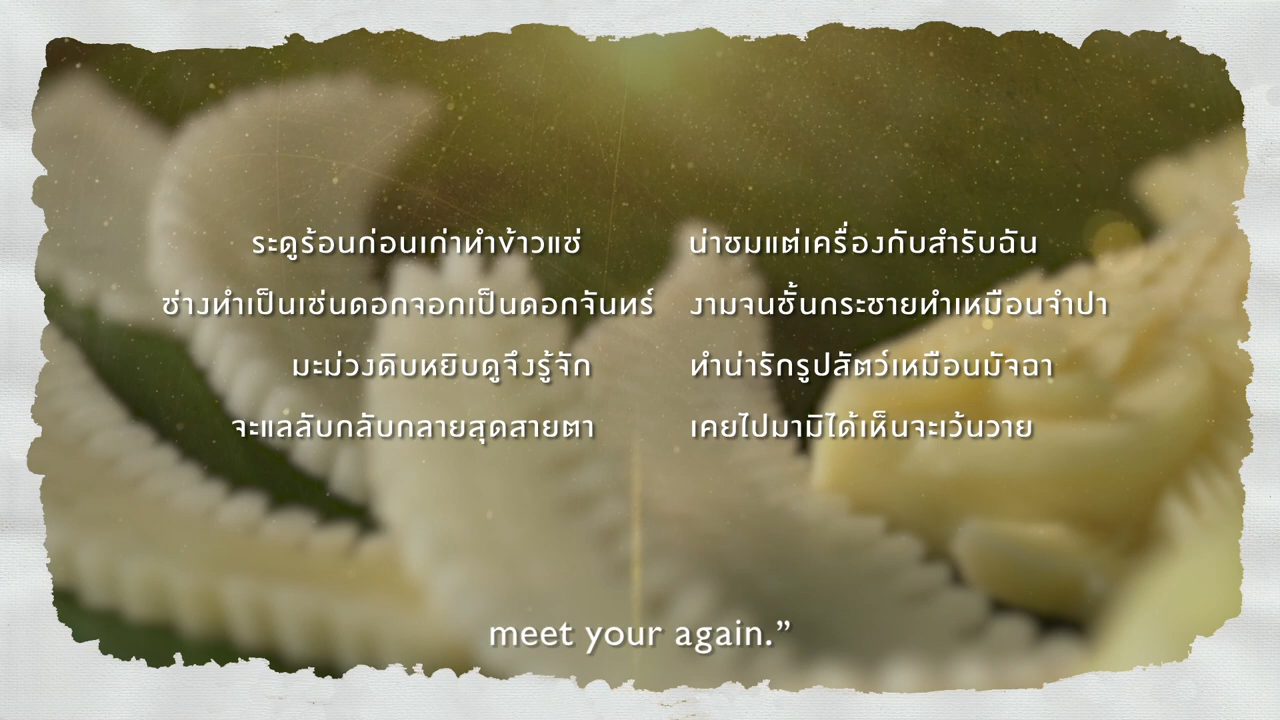 ระดูร้อนก่อนเก่าทำข้าวแช่ น่าชมแต่เครื่องกับสำรับฉัน
ช่างทำเป็นเช่นดอกจอกเป็นดอกจันทร์ งามจนชั้นกระชายทำเหมือนจำปา
มะม่วงดิบหยิบดูจึงรู้จัก ทำน่ารักรูปสัตว์เหมือนมัจฉา
จะแลลับกลับกลายสุดสายตา เคยไปมามิได้เห็นจะเว้นวาย
meet your again.”